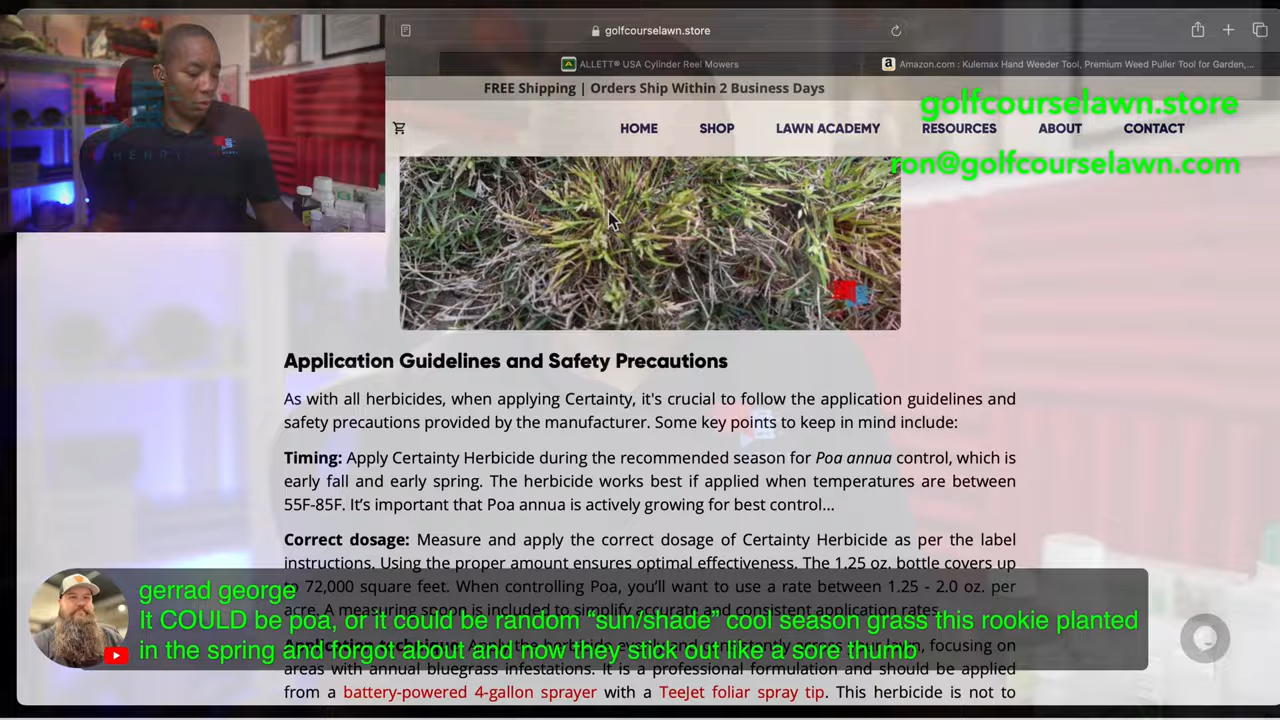 golfcourselawn.store
ALLETT® USA Cylinder Reel Mowers
Amazon.com : Kulemax Hand Weeder Tool, Premium Weed Puller Tool for Garden,...
FREE Shipping | Orders Ship Within 2 Business Days
golfcourselawn.store
HOME SHOP LAWN ACADEMY RESOURCES ABOUT CONTACT
ron@golfcourselawn.com
HENRY
Application Guidelines and Safety Precautions
As with all herbicides, when applying Certainty, it's crucial to follow the application guidelines and
safety precautions provided by the manufacturer. Some key points to keep in mind include:
Timing: Apply Certainty Herbicide during the recommended season for Poa annua control, which is
early fall and early spring. The herbicide works best if applied when temperatures are between
55F-85F. It's important that Poa annua is actively growing for best control...
Correct dosage: Measure and apply the correct dosage of Certainty Herbicide as per the label
instructions. Using the proper amount ensures optimal effectiveness. The 1.25 oz. bottle covers up
to 72,000 square feet. When controlling Poa, you'll want to use a rate between 1.25 - 2.0 oz. per
acre. A measuring spoon is included to simplify accurate and consistent application rates.
gerrad george
It COULD be poa, or it could be random “sun/shade” cool season grass this rookie planted
in the spring and forgot about and now they stick out like a sore thumb
lawn, focusing on
areas with annual bluegrass infestations. It is a professional formulation and should be applied
from a battery-powered 4-gallon sprayer with a TeeJet foliar spray tip. This herbicide is not to